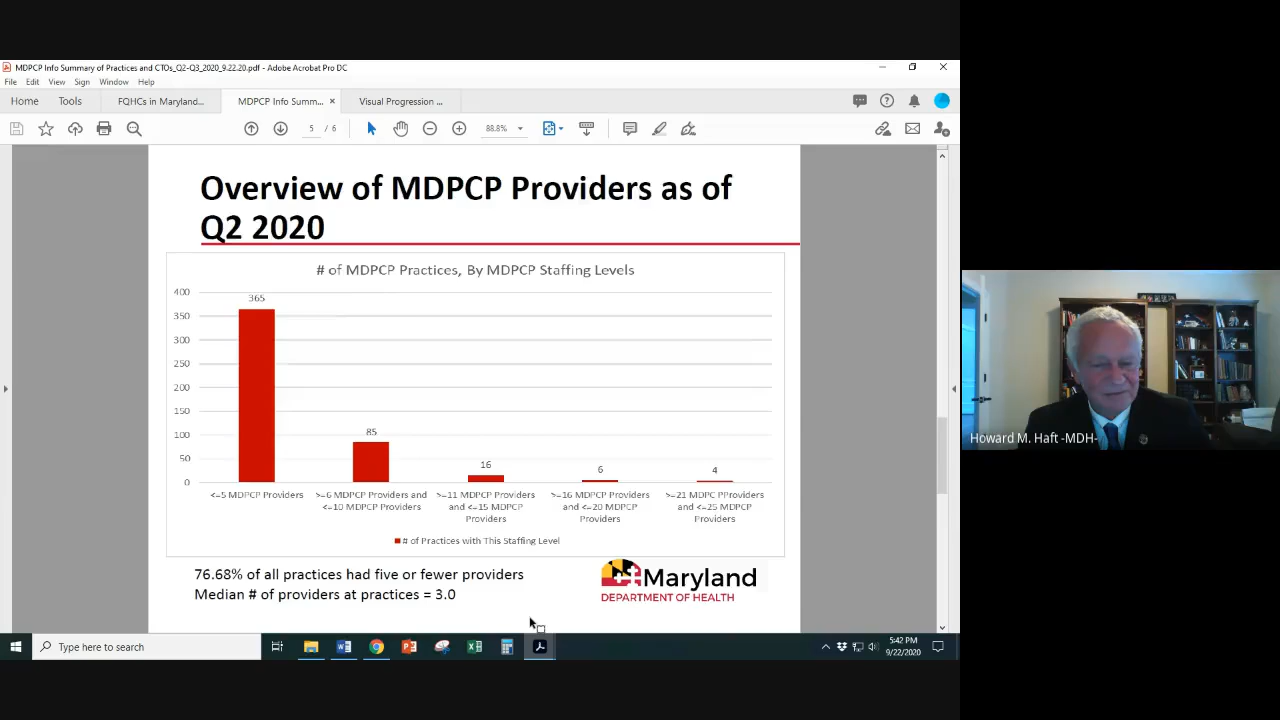 MDPCP Info Summary of Practices and CTOs_Q2-Q3_2020_9.22.20.pdf - Adobe Acrobat Pro DC
File Edit View Sign Window Help
Home Tools FQHCs in Maryland... MDPCP Info Summ... × Visual Progression ...
5 / 6 88.8%
Overview of MDPCP Providers as of
Q2 2020
# of MDPCP Practices, By MDPCP Staffing Levels
400
350
300
250
200
150
100
50
0
365
85
16
6
4
<=5 MDPCP Providers
>=6 MDPCP Providers and
<=10 MDPCP Providers
>=11 MDPCP Providers
and <=15 MDPCP
Providers
>=16 MDPCP Providers
and <=20 MDPCP
Providers
>=21 MDPC PProviders
and <=25 MDPCP
Providers
# of Practices with This Staffing Level
76.68% of all practices had five or fewer providers
Median # of providers at practices = 3.0
Maryland
DEPARTMENT OF HEALTH
Howard M. Haft -MDH-
Type here to search
5:42 PM
9/22/2020